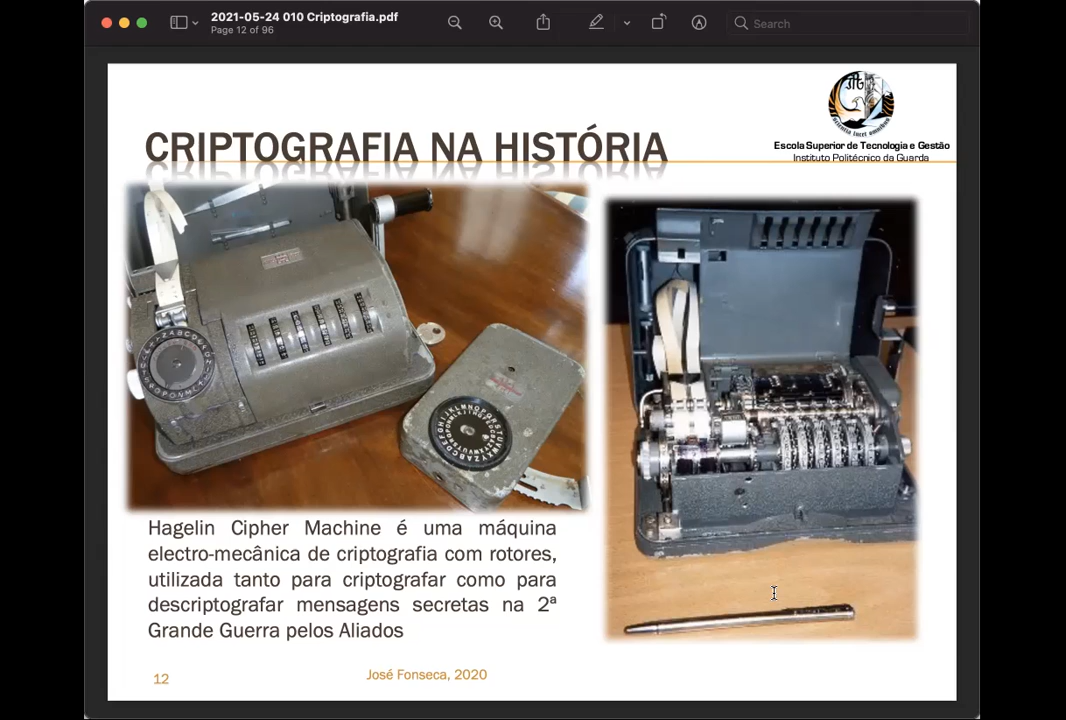 2021-05-24 010 Criptografia.pdf
Page 12 of 96
Search
Escola Superior de Tecnologia e Gestão
Instituto Politécnico da Guarda
CRIPTOGRAFIA NA HISTÓRIA
Hagelin Cipher Machine é uma máquina
electro-mecânica de criptografia com rotores,
utilizada tanto para criptografar como para
descriptografar mensagens secretas na 2ª
Grande Guerra pelos Aliados
12
José Fonseca, 2020